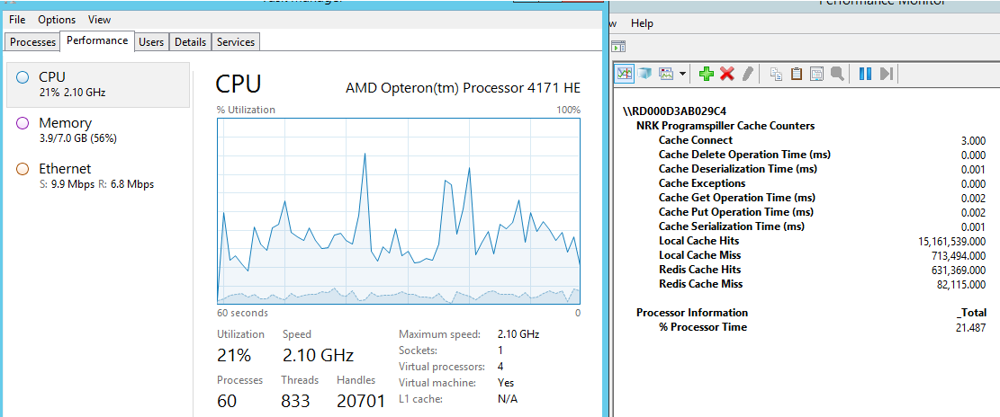 Task Manager
File Options View
Processes Performance Users Details Services
CPU
21% 2.10 GHz
Memory
3.9/7.0 GB (56%)
Ethernet
S: 9.9 Mbps R: 6.8 Mbps
CPU
AMD Opteron(tm) Processor 4171 HE
% Utilization 100%
60 seconds 0
Utilization Speed
21% 2.10 GHz
Processes Threads Handles
60 833 20701
Maximum speed: 2.10 GHz
Sockets: 1
Virtual processors: 4
Virtual machine: Yes
L1 cache: N/A
Performance Monitor
w Help
\\RD000D3AB029C4
NRK Programspiller Cache Counters
Cache Connect 3.000
Cache Delete Operation Time (ms) 0.000
Cache Deserialization Time (ms) 0.001
Cache Exceptions 0.000
Cache Get Operation Time (ms) 0.002
Cache Put Operation Time (ms) 0.002
Cache Serialization Time (ms) 0.001
Local Cache Hits 15,161,539.000
Local Cache Miss 713,494.000
Redis Cache Hits 631,369.000
Redis Cache Miss 82,115.000
Processor Information _Total
% Processor Time 21.487